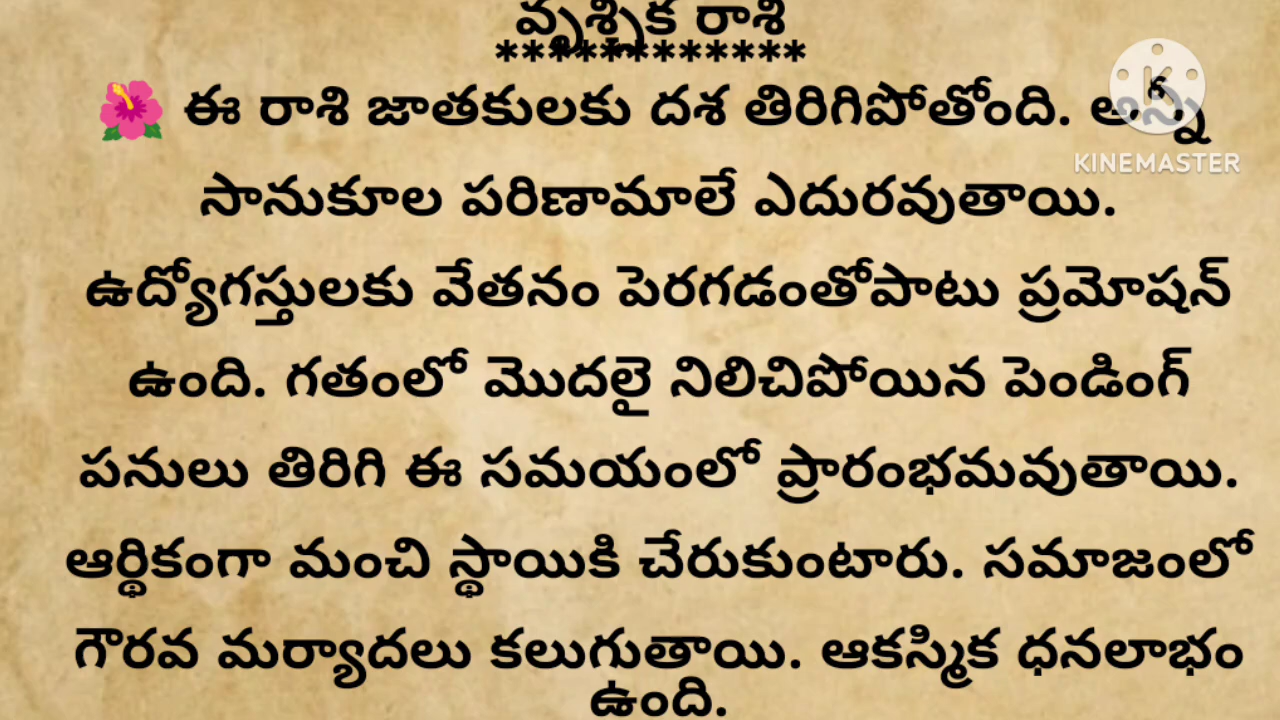 వృశ్చిక రాశి
************
🌺 ఈ రాశి జాతకులకు దశ తిరిగిపోతోంది. అన్ని
KINEMASTER
సానుకూల పరిణామాలే ఎదురవుతాయి.
ఉద్యోగస్తులకు వేతనం పెరగడంతోపాటు ప్రమోషన్
ఉంది. గతంలో మొదలై నిలిచిపోయిన పెండింగ్
పనులు తిరిగి ఈ సమయంలో ప్రారంభమవుతాయి.
ఆర్థికంగా మంచి స్థాయికి చేరుకుంటారు. సమాజంలో
గౌరవ మర్యాదలు కలుగుతాయి. ఆకస్మిక ధనలాభం
ఉంది.